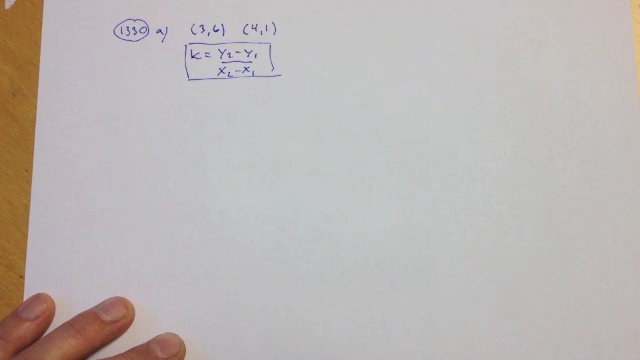 1330 a) (3,6) (4,1)
k = y₂-y₁
x₂-x₁